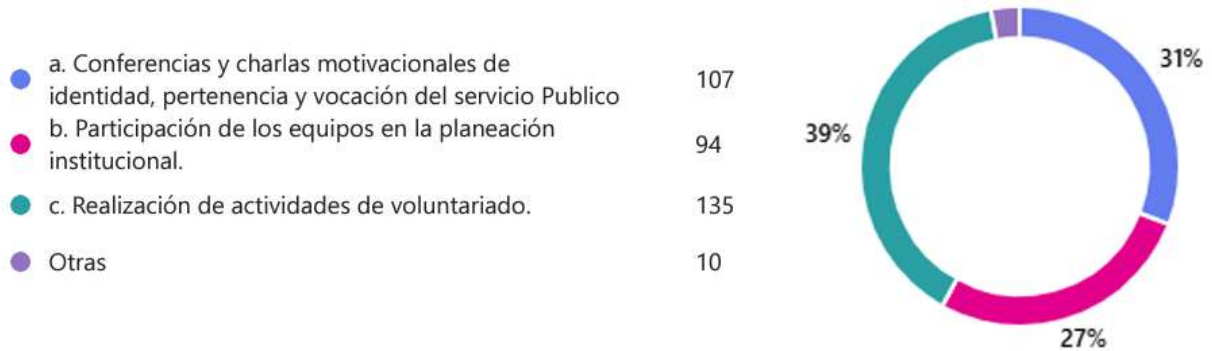 a. Conferencias y charlas motivacionales de
identidad, pertenencia y vocación del servicio Publico
107
b. Participación de los equipos en la planeación
institucional.
94
c. Realización de actividades de voluntariado.
135
Otras
10
31%
39%
27%